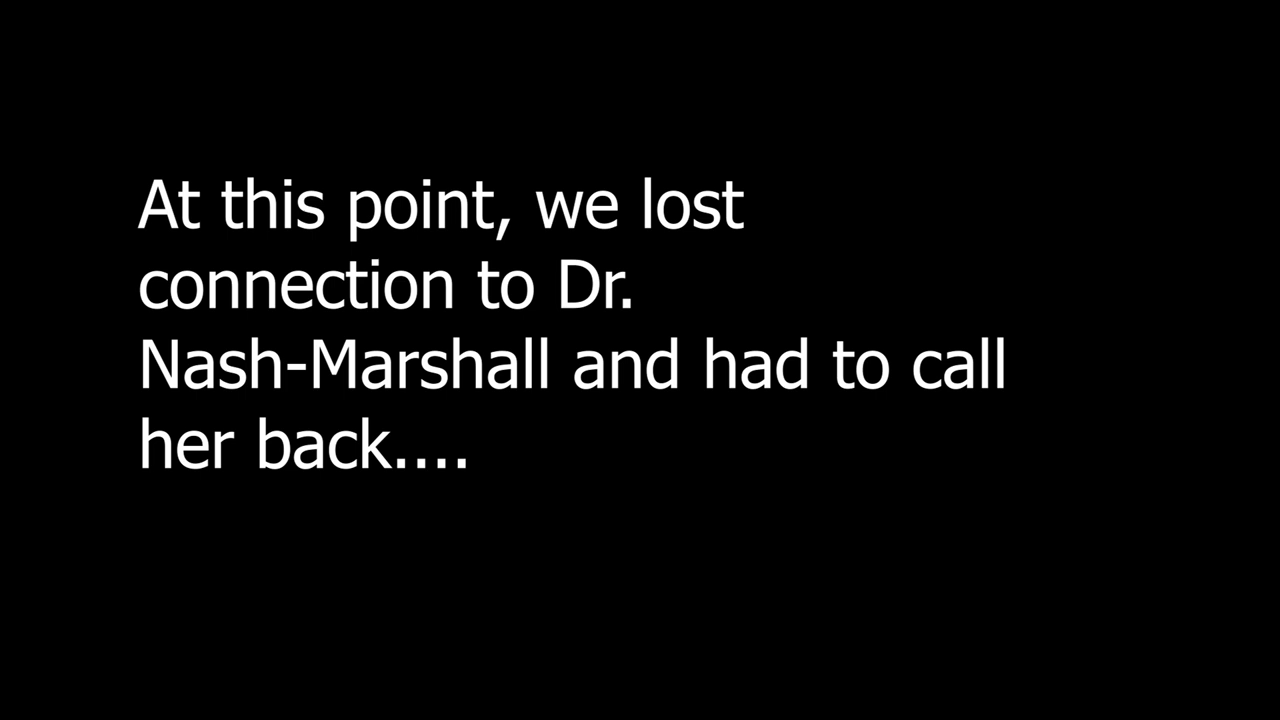 At this point, we lost
connection to Dr.
Nash-Marshall and had to call
her back....